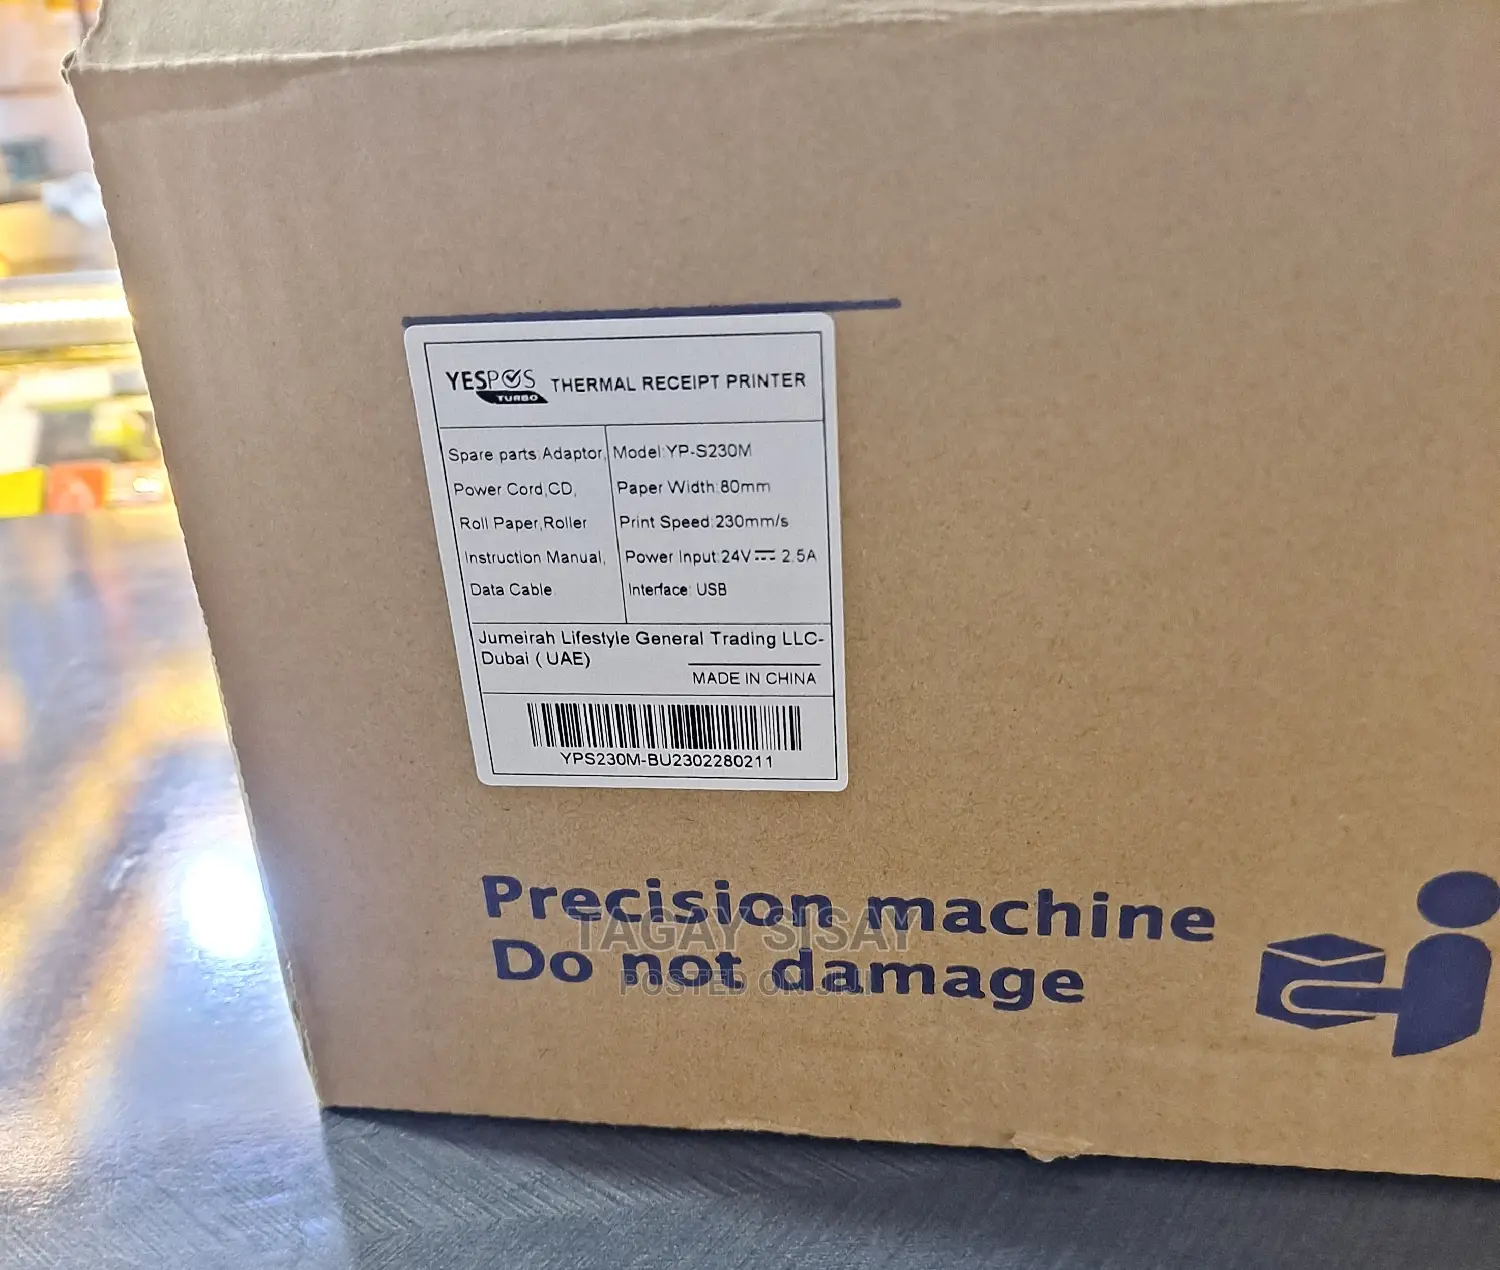 YESPOS THERMAL RECEIPT PRINTER
TURBO
Spare parts:Adaptor,
Power Cord,CD,
Roll Paper,Roller
Instruction Manual,
Data Cable
Model:YP-S230M
Paper Width:80mm
Print Speed:230mm/s
Power Input:24V⎓2.5A
Interface: USB
Jumeirah Lifestyle General Trading LLC-
Dubai ( UAE)
MADE IN CHINA
YPS230M-BU2302280211
Precision machine
TAGAY SISAY
Do not damage
POSTED ON